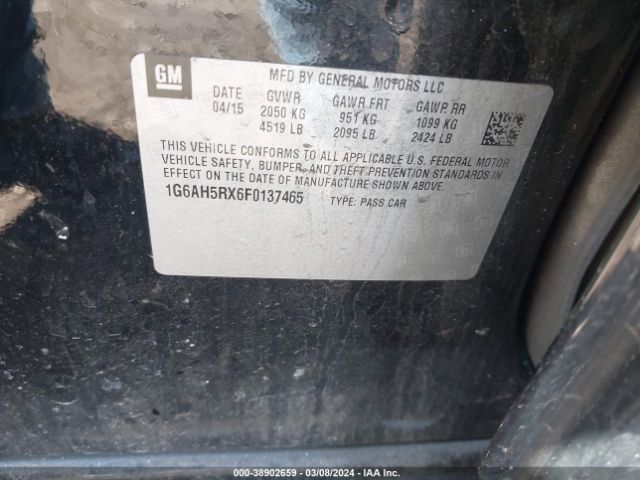 GM
MFD BY GENERAL MOTORS LLC
DATE GVWR GAWR FRT GAWR RR
04/15 2050 KG 951 KG 1099 KG
4519 LB 2095 LB 2424 LB
THIS VEHICLE CONFORMS TO ALL APPLICABLE U.S. FEDERAL MOTOR
VEHICLE SAFETY, BUMPER, AND THEFT PREVENTION STANDARDS IN
EFFECT ON THE DATE OF MANUFACTURE SHOWN ABOVE.
1G6AH5RX6F0137465 TYPE: PASS CAR
000-38902659 - 03/08/2024 - IAA Inc.